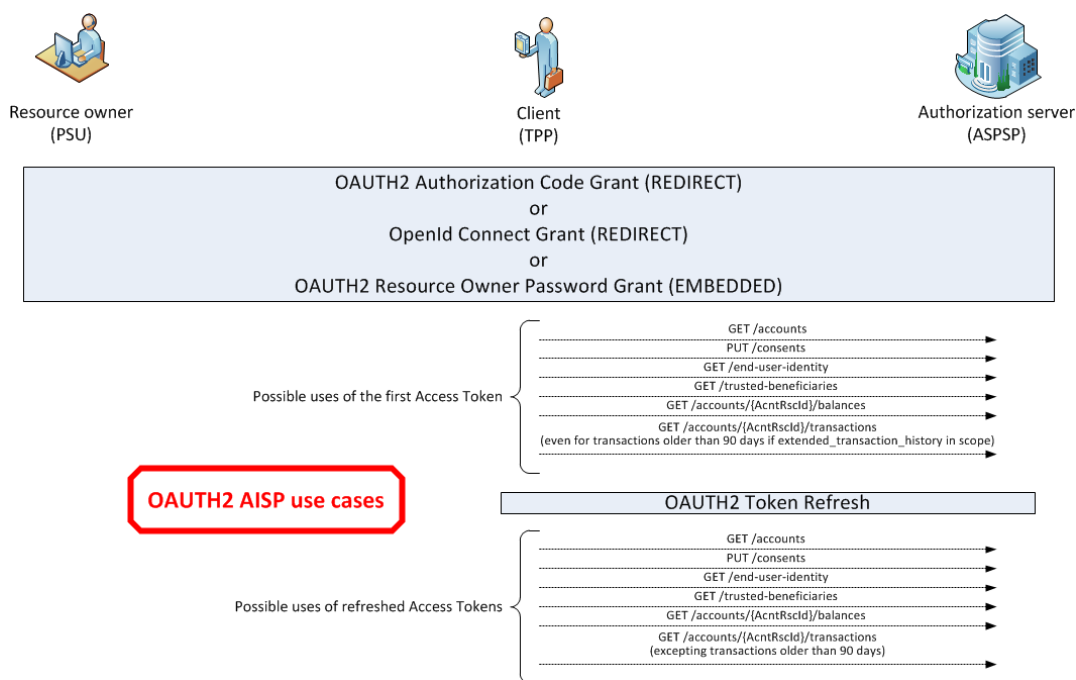 Resource owner
(PSU)
Client
(TPP)
Authorization server
(ASPSP)
OAUTH2 Authorization Code Grant (REDIRECT)
or
OpenId Connect Grant (REDIRECT)
or
OAUTH2 Resource Owner Password Grant (EMBEDDED)
Possible uses of the first Access Token
GET /accounts
PUT /consents
GET /end-user-identity
GET /trusted-beneficiaries
GET /accounts/{AcntRscId}/balances
GET /accounts/{AcntRscId}/transactions
(even for transactions older than 90 days if extended_transaction_history in scope)
OAUTH2 AISP use cases
OAUTH2 Token Refresh
Possible uses of refreshed Access Tokens
GET /accounts
PUT /consents
GET /end-user-identity
GET /trusted-beneficiaries
GET /accounts/{AcntRscId}/balances
GET /accounts/{AcntRscId}/transactions
(excepting transactions older than 90 days)